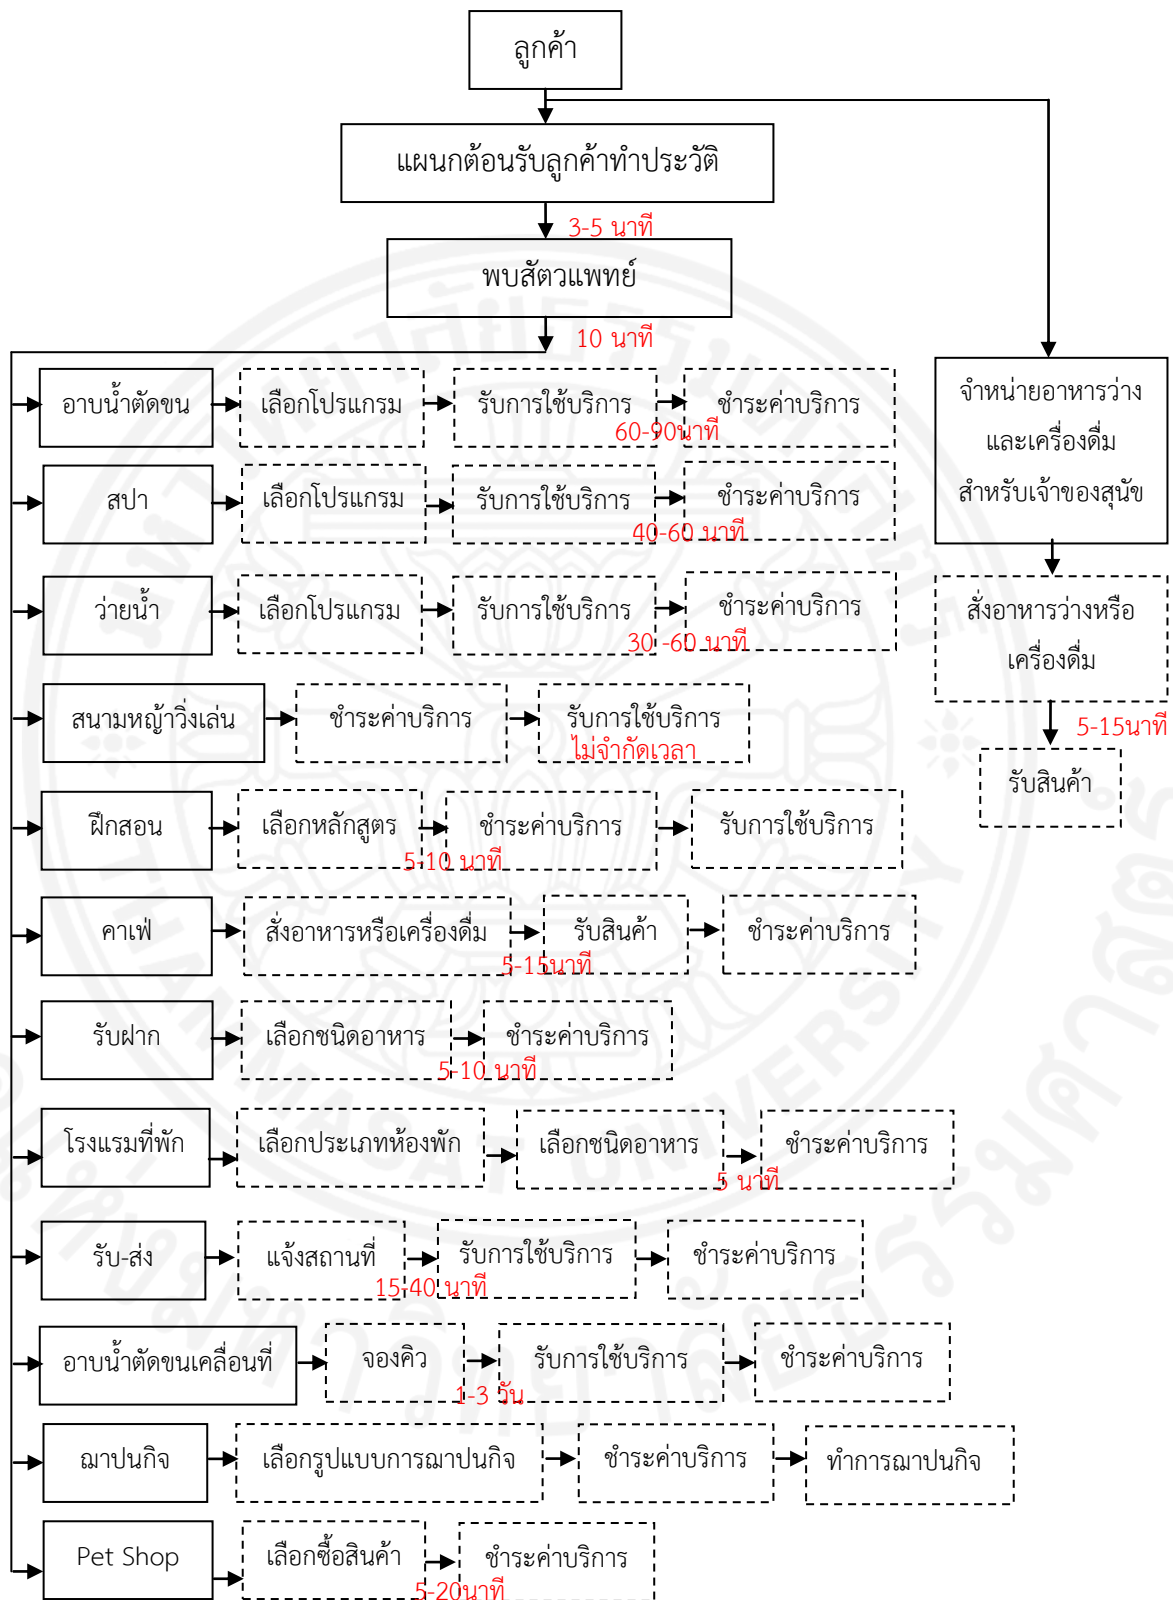 ลูกค้า
แผนกต้อนรับลูกค้าทำประวัติ
3-5 นาที
พบสัตวแพทย์
10 นาที
อาบน้ำตัดขน
เลือกโปรแกรม
รับการใช้บริการ
60-90นาที
ชำระค่าบริการ
สปา
เลือกโปรแกรม
รับการใช้บริการ
40-60 นาที
ชำระค่าบริการ
ว่ายน้ำ
เลือกโปรแกรม
รับการใช้บริการ
30 -60 นาที
ชำระค่าบริการ
สนามหญ้าวิ่งเล่น
ชำระค่าบริการ
รับการใช้บริการ
ไม่จำกัดเวลา
ฝึกสอน
เลือกหลักสูตร
5-10 นาที
ชำระค่าบริการ
รับการใช้บริการ
คาเฟ่
สั่งอาหารหรือเครื่องดื่ม
5-15นาที
รับสินค้า
ชำระค่าบริการ
รับฝาก
เลือกชนิดอาหาร
5-10 นาที
ชำระค่าบริการ
โรงแรมที่พัก
เลือกประเภทห้องพัก
เลือกชนิดอาหาร
5 นาที
ชำระค่าบริการ
รับ-ส่ง
แจ้งสถานที่
15-40 นาที
รับการใช้บริการ
ชำระค่าบริการ
อาบน้ำตัดขนเคลื่อนที่
จองคิว
1-3 วัน
รับการใช้บริการ
ชำระค่าบริการ
ฌาปนกิจ
เลือกรูปแบบการฌาปนกิจ
ชำระค่าบริการ
ทำการฌาปนกิจ
Pet Shop
เลือกซื้อสินค้า
5-20นาที
ชำระค่าบริการ
จำหน่ายอาหารว่าง
และเครื่องดื่ม
สำหรับเจ้าของสุนัข
สั่งอาหารว่างหรือ
เครื่องดื่ม
5-15นาที
รับสินค้า
มหาวิทยาลัยธรรมศาสตร์
THAMMASAT UNIVERSITY